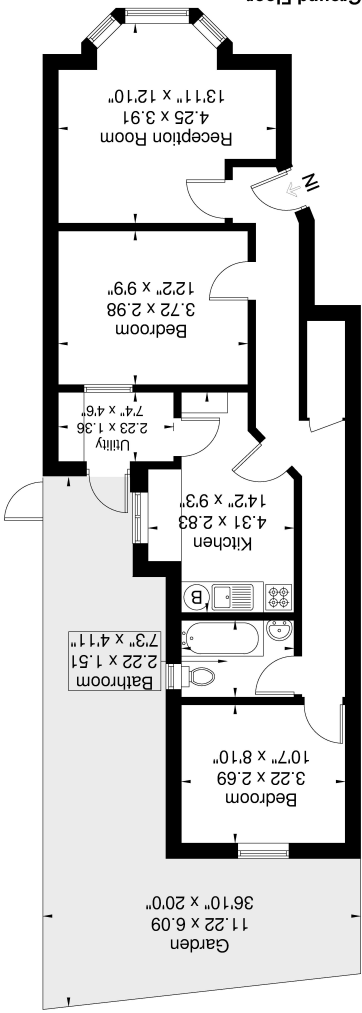 Garden
11.22 x 6.09
36'10" x 20'0"
Bedroom
3.22 x 2.69
10'7" x 8'10"
Bathroom
2.22 x 1.51
7'3" x 4'11"
B
Kitchen
4.31 x 2.83
14'2" x 9'3"
Utility
2.23 x 1.36
7'4" x 4'6"
Bedroom
3.72 x 2.98
12'2" x 9'9"
IN
Reception Room
4.25 x 3.91
13'11" x 12'10"
Ground Floor